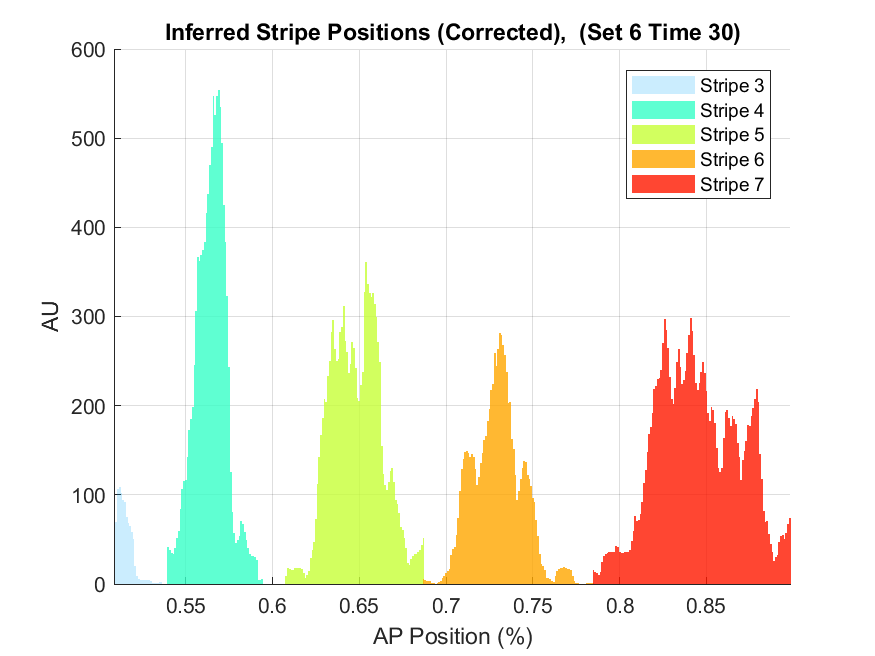 Inferred Stripe Positions (Corrected),  (Set 6 Time 30)
600
500
400
300
200
100
0
AU
Stripe 3
Stripe 4
Stripe 5
Stripe 6
Stripe 7
0.55 0.6 0.65 0.7 0.75 0.8 0.85
AP Position (%)